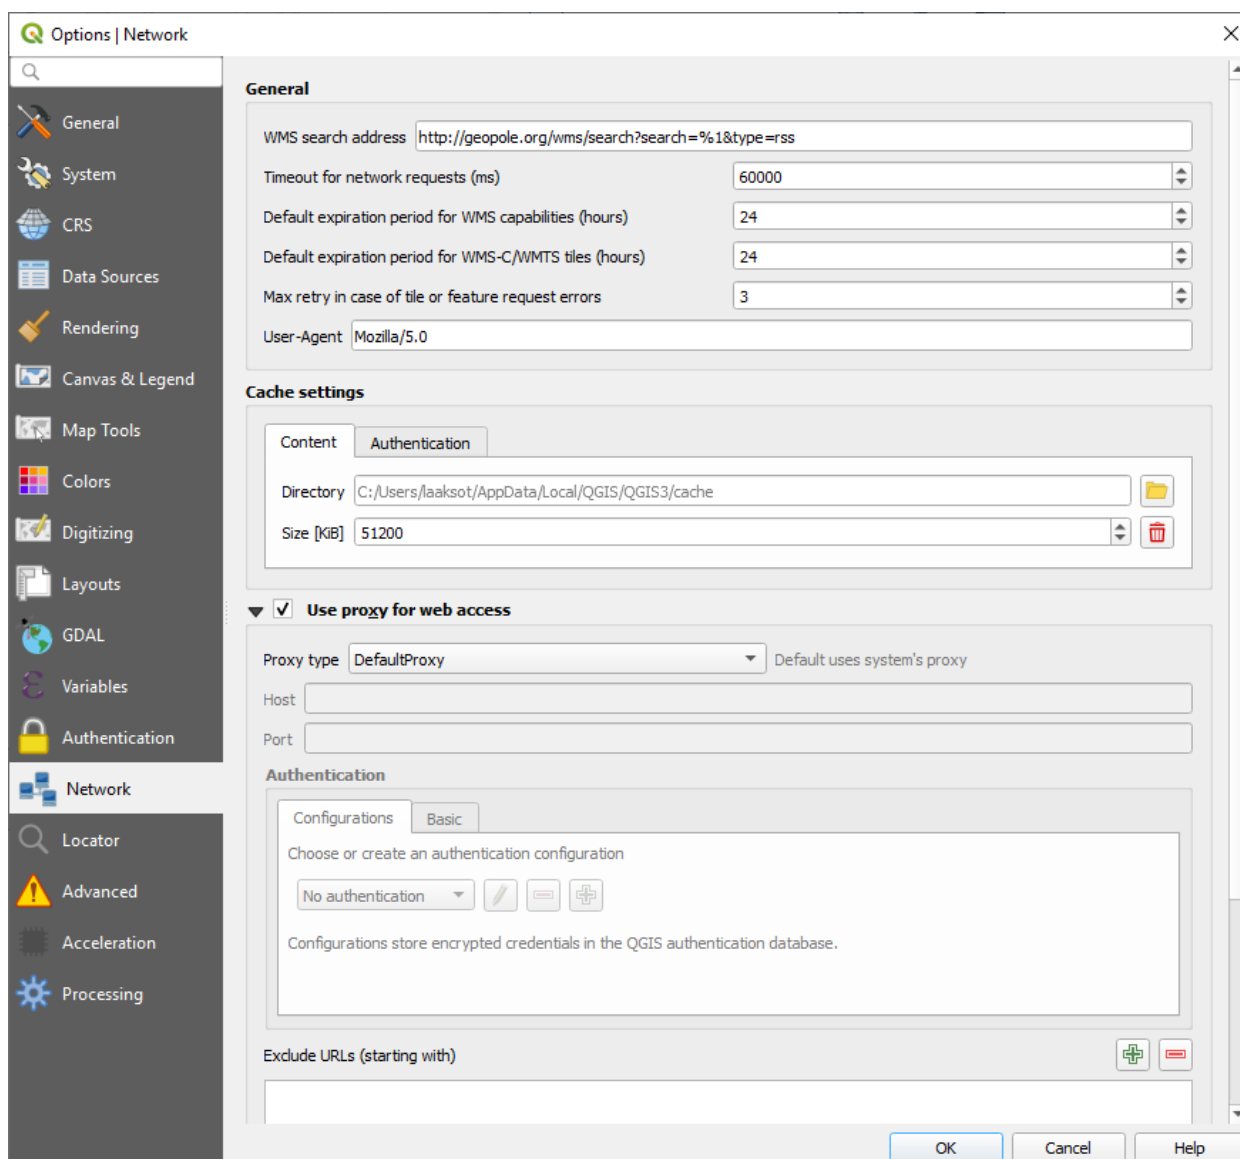 Options | Network
General
System
CRS
Data Sources
Rendering
Canvas & Legend
Map Tools
Colors
Digitizing
Layouts
GDAL
Variables
Authentication
Network
Locator
Advanced
Acceleration
Processing
General
WMS search address http://geopole.org/wms/search?search=%1&type=rss
Timeout for network requests (ms) 60000
Default expiration period for WMS capabilities (hours) 24
Default expiration period for WMS-C/WMTS tiles (hours) 24
Max retry in case of tile or feature request errors 3
User-Agent Mozilla/5.0
Cache settings
Content Authentication
Directory C:/Users/laaksot/AppData/Local/QGIS/QGIS3/cache
Size [KiB] 51200
Use proxy for web access
Proxy type DefaultProxy Default uses system's proxy
Host
Port
Authentication
Configurations Basic
Choose or create an authentication configuration
No authentication
Configurations store encrypted credentials in the QGIS authentication database.
Exclude URLs (starting with)
OK Cancel Help